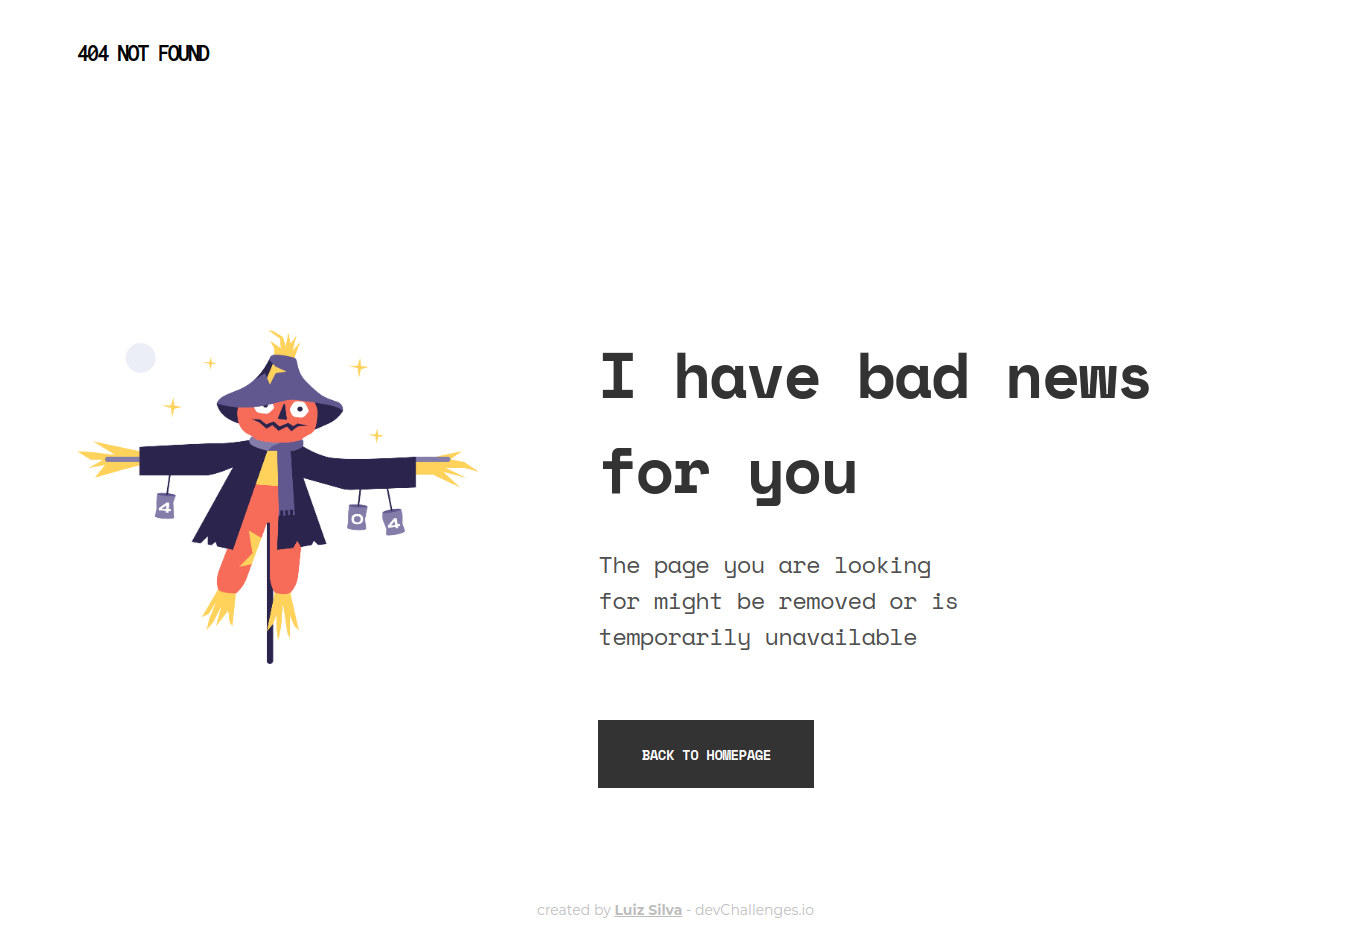 404 NOT FOUND
I have bad news
for you
4
0
4
The page you are looking
for might be removed or is
temporarily unavailable
BACK TO HOMEPAGE
created by Luiz Silva - devChallenges.io